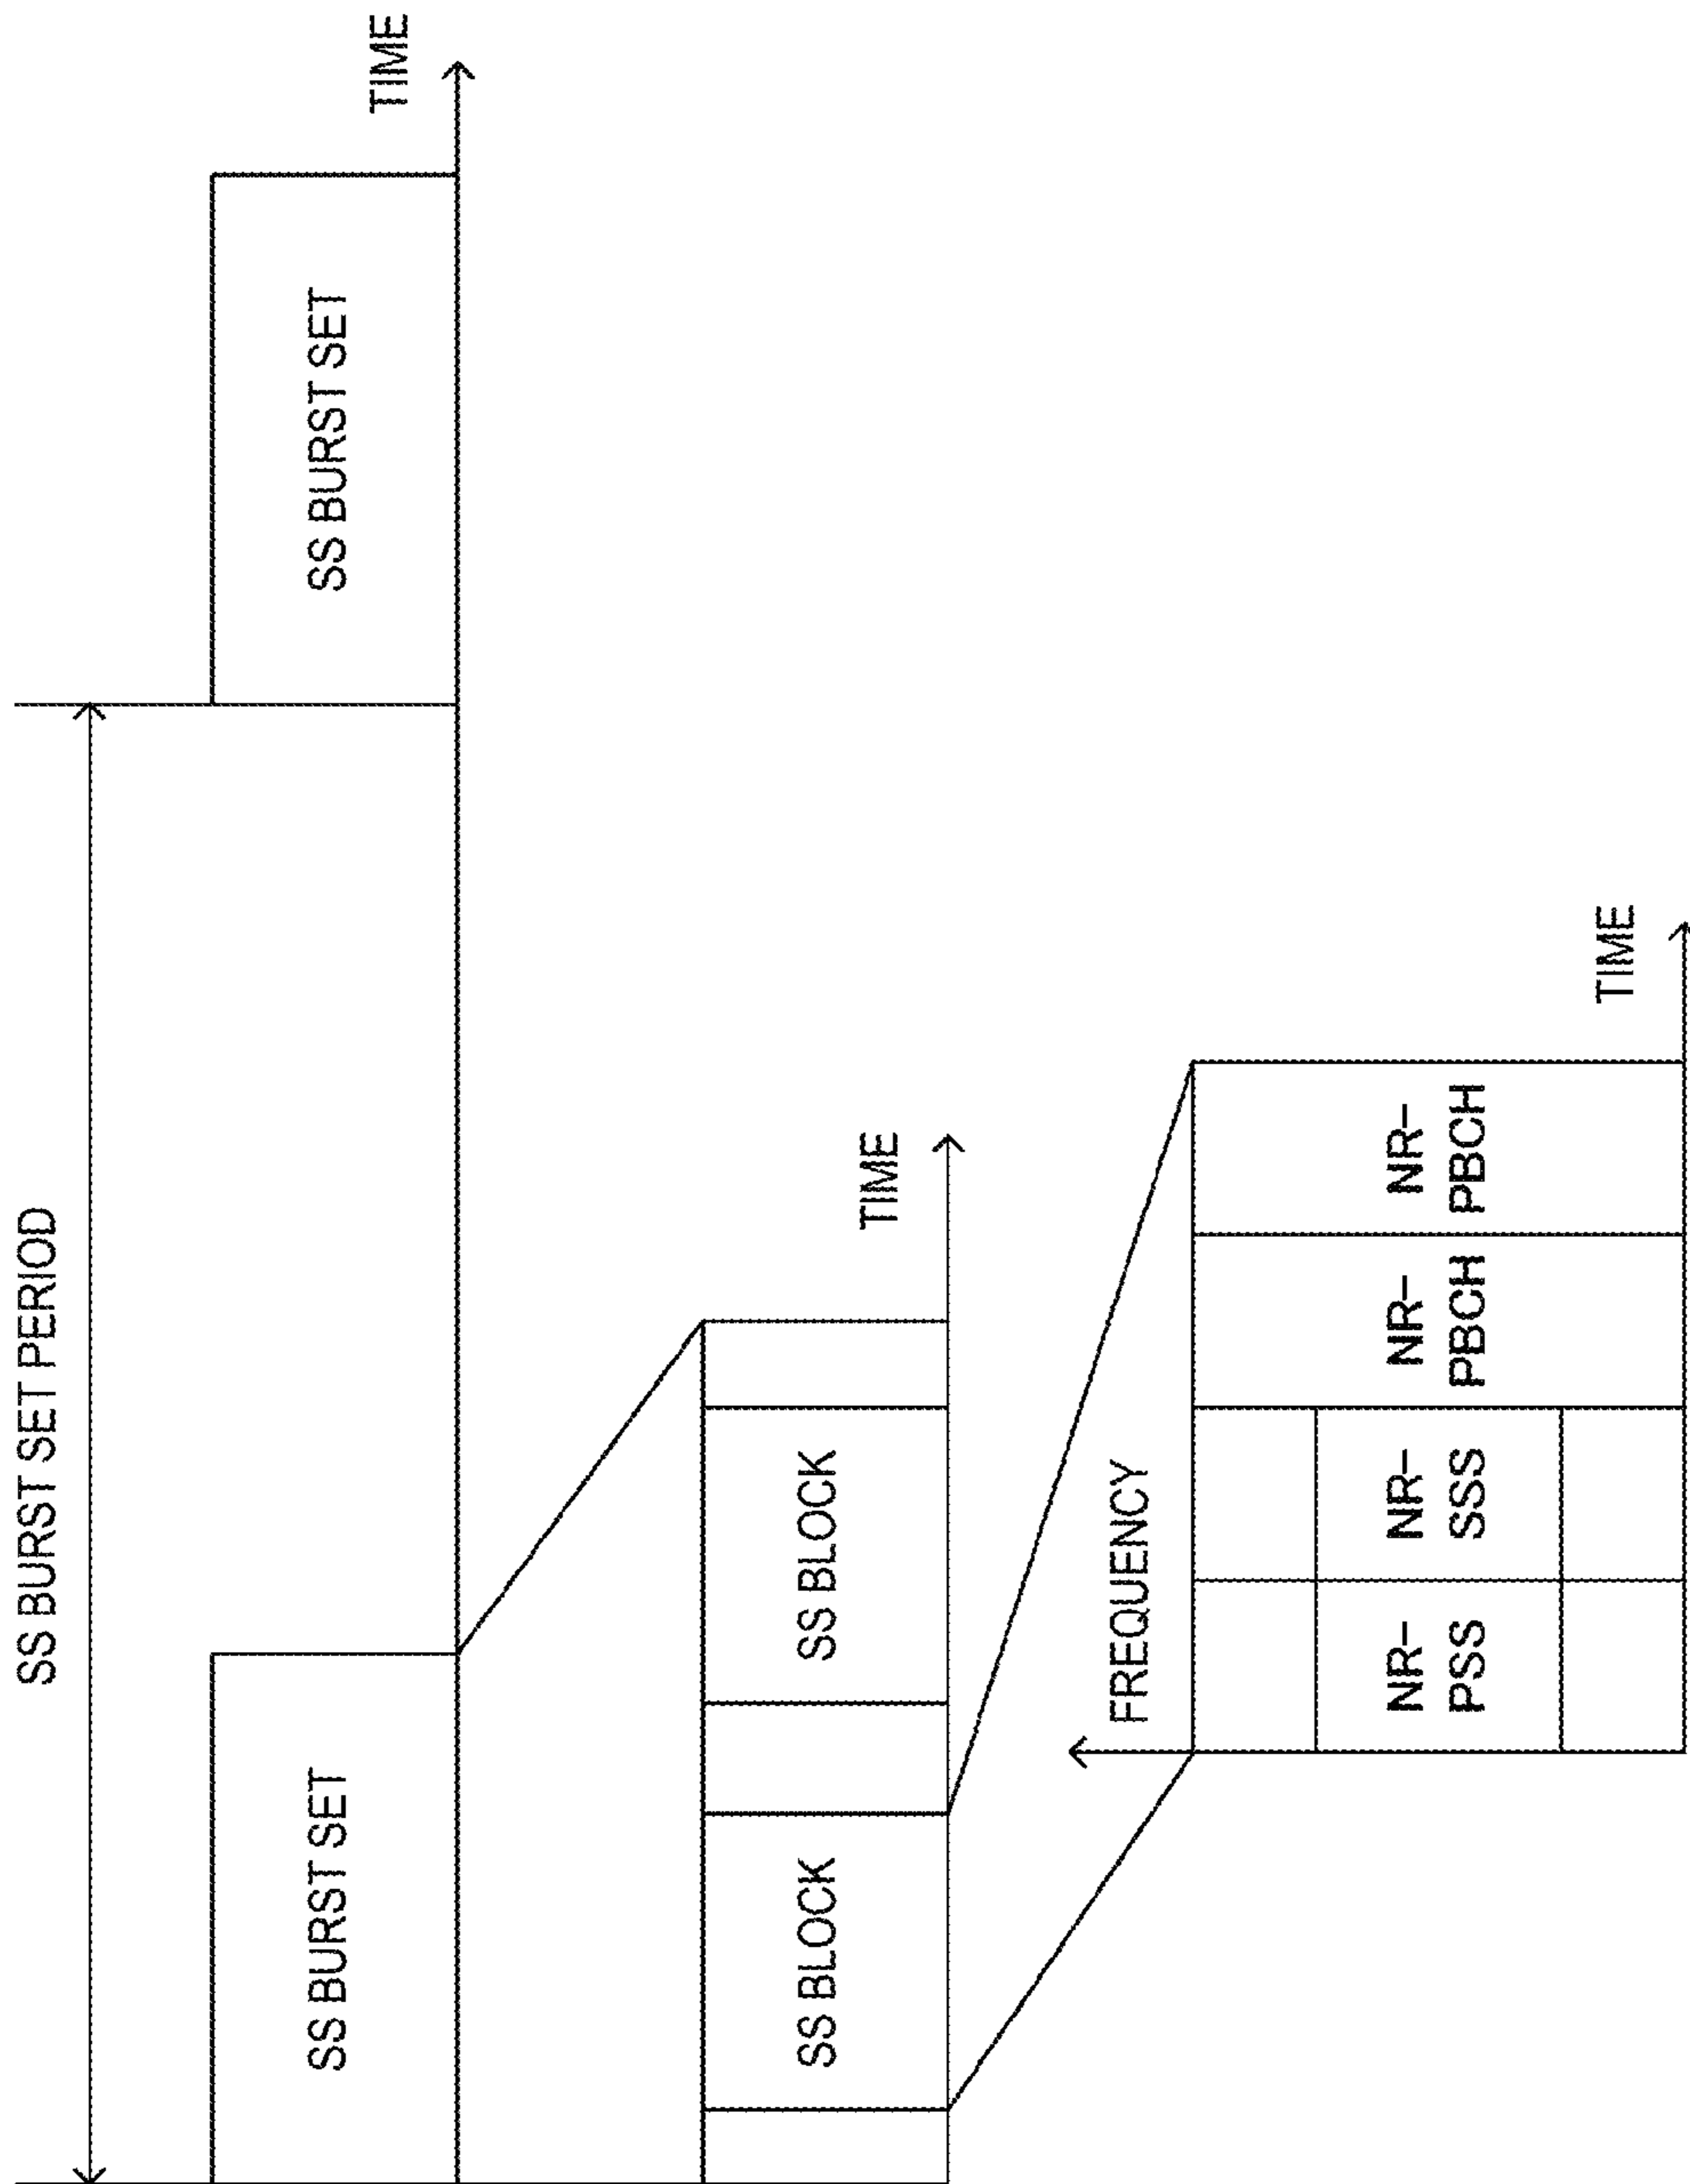 SS BURST SET PERIOD
SS BURST SET
SS BURST SET
TIME
SS BLOCK
SS BLOCK
TIME
FREQUENCY
NR-
PSS
NR-
SSS
NR-
PBCH
NR-
PBCH
TIME